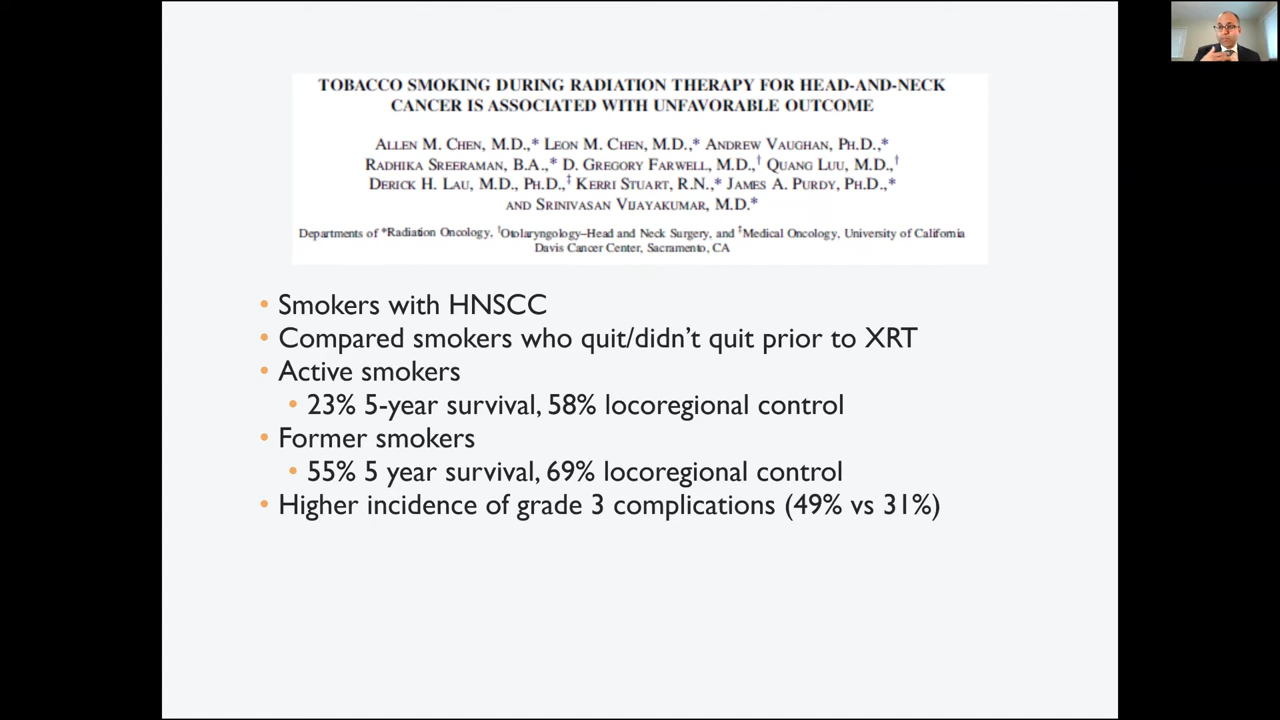 TOBACCO SMOKING DURING RADIATION THERAPY FOR HEAD-AND-NECK
CANCER IS ASSOCIATED WITH UNFAVORABLE OUTCOME
ALLEN M. CHEN, M.D.,* LEON M. CHEN, M.D.,* ANDREW VAUGHAN, PH.D.,*
RADHIKA SREERAMAN, B.A.,* D. GREGORY FARWELL, M.D.,† QUANG LUU, M.D.,†
DERICK H. LAU, M.D., PH.D.,‡ KERRI STUART, R.N.,* JAMES A. PURDY, PH.D.,*
AND SRINIVASAN VIJAYAKUMAR, M.D.*
Departments of *Radiation Oncology, †Otolaryngology–Head and Neck Surgery, and ‡Medical Oncology, University of California
Davis Cancer Center, Sacramento, CA
• Smokers with HNSCC
• Compared smokers who quit/didn’t quit prior to XRT
• Active smokers
• 23% 5-year survival, 58% locoregional control
• Former smokers
• 55% 5 year survival, 69% locoregional control
• Higher incidence of grade 3 complications (49% vs 31%)